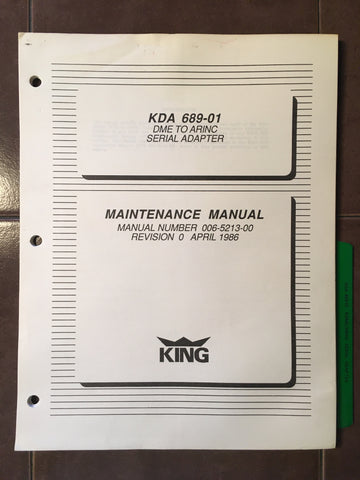 KDA 689-01
DME TO ARINC
SERIAL ADAPTER
MAINTENANCE MANUAL
MANUAL NUMBER 006-5213-00
REVISION 0 APRIL 1986
KING